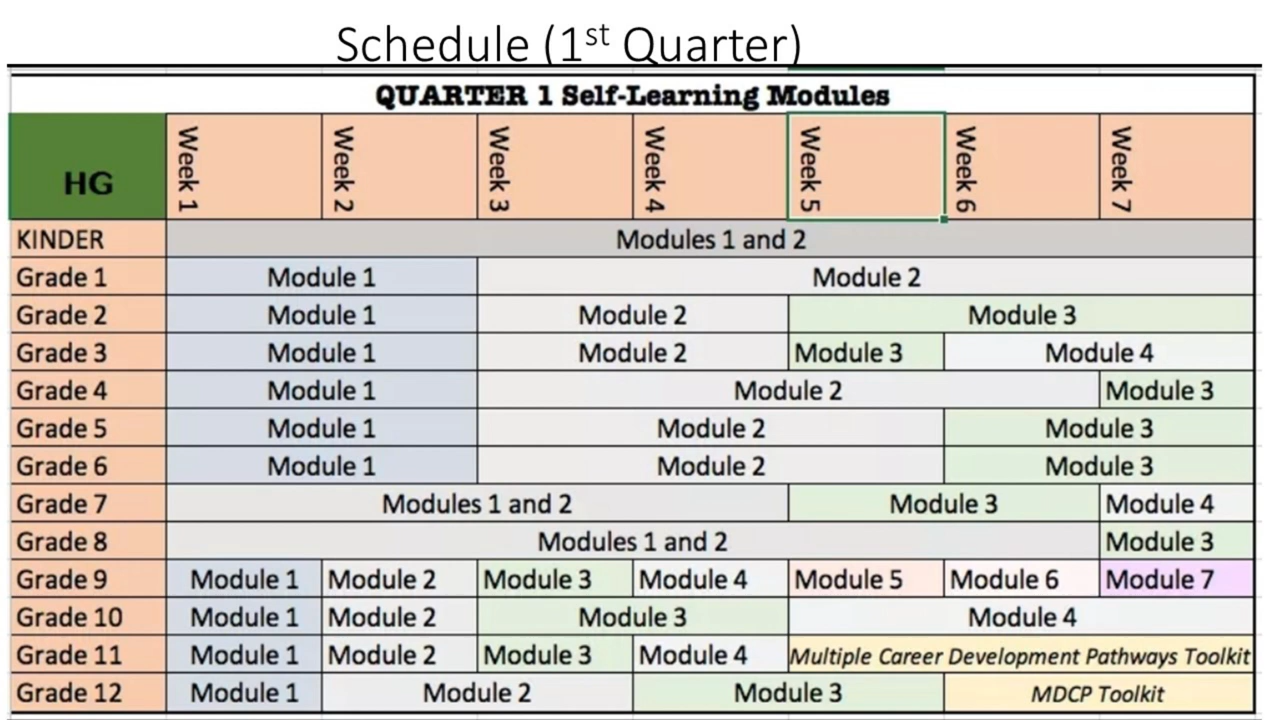 Schedule (1st Quarter)
QUARTER 1 Self-Learning Modules
HG Week 1 Week 2 Week 3 Week 4 Week 5 Week 6 Week 7
KINDER Modules 1 and 2
Grade 1 Module 1 Module 2
Grade 2 Module 1 Module 2 Module 3
Grade 3 Module 1 Module 2 Module 3 Module 4
Grade 4 Module 1 Module 2 Module 3
Grade 5 Module 1 Module 2 Module 3
Grade 6 Module 1 Module 2 Module 3
Grade 7 Modules 1 and 2 Module 3 Module 4
Grade 8 Modules 1 and 2 Module 3
Grade 9 Module 1 Module 2 Module 3 Module 4 Module 5 Module 6 Module 7
Grade 10 Module 1 Module 2 Module 3 Module 4
Grade 11 Module 1 Module 2 Module 3 Module 4 Multiple Career Development Pathways Toolkit
Grade 12 Module 1 Module 2 Module 3 MDCP Toolkit